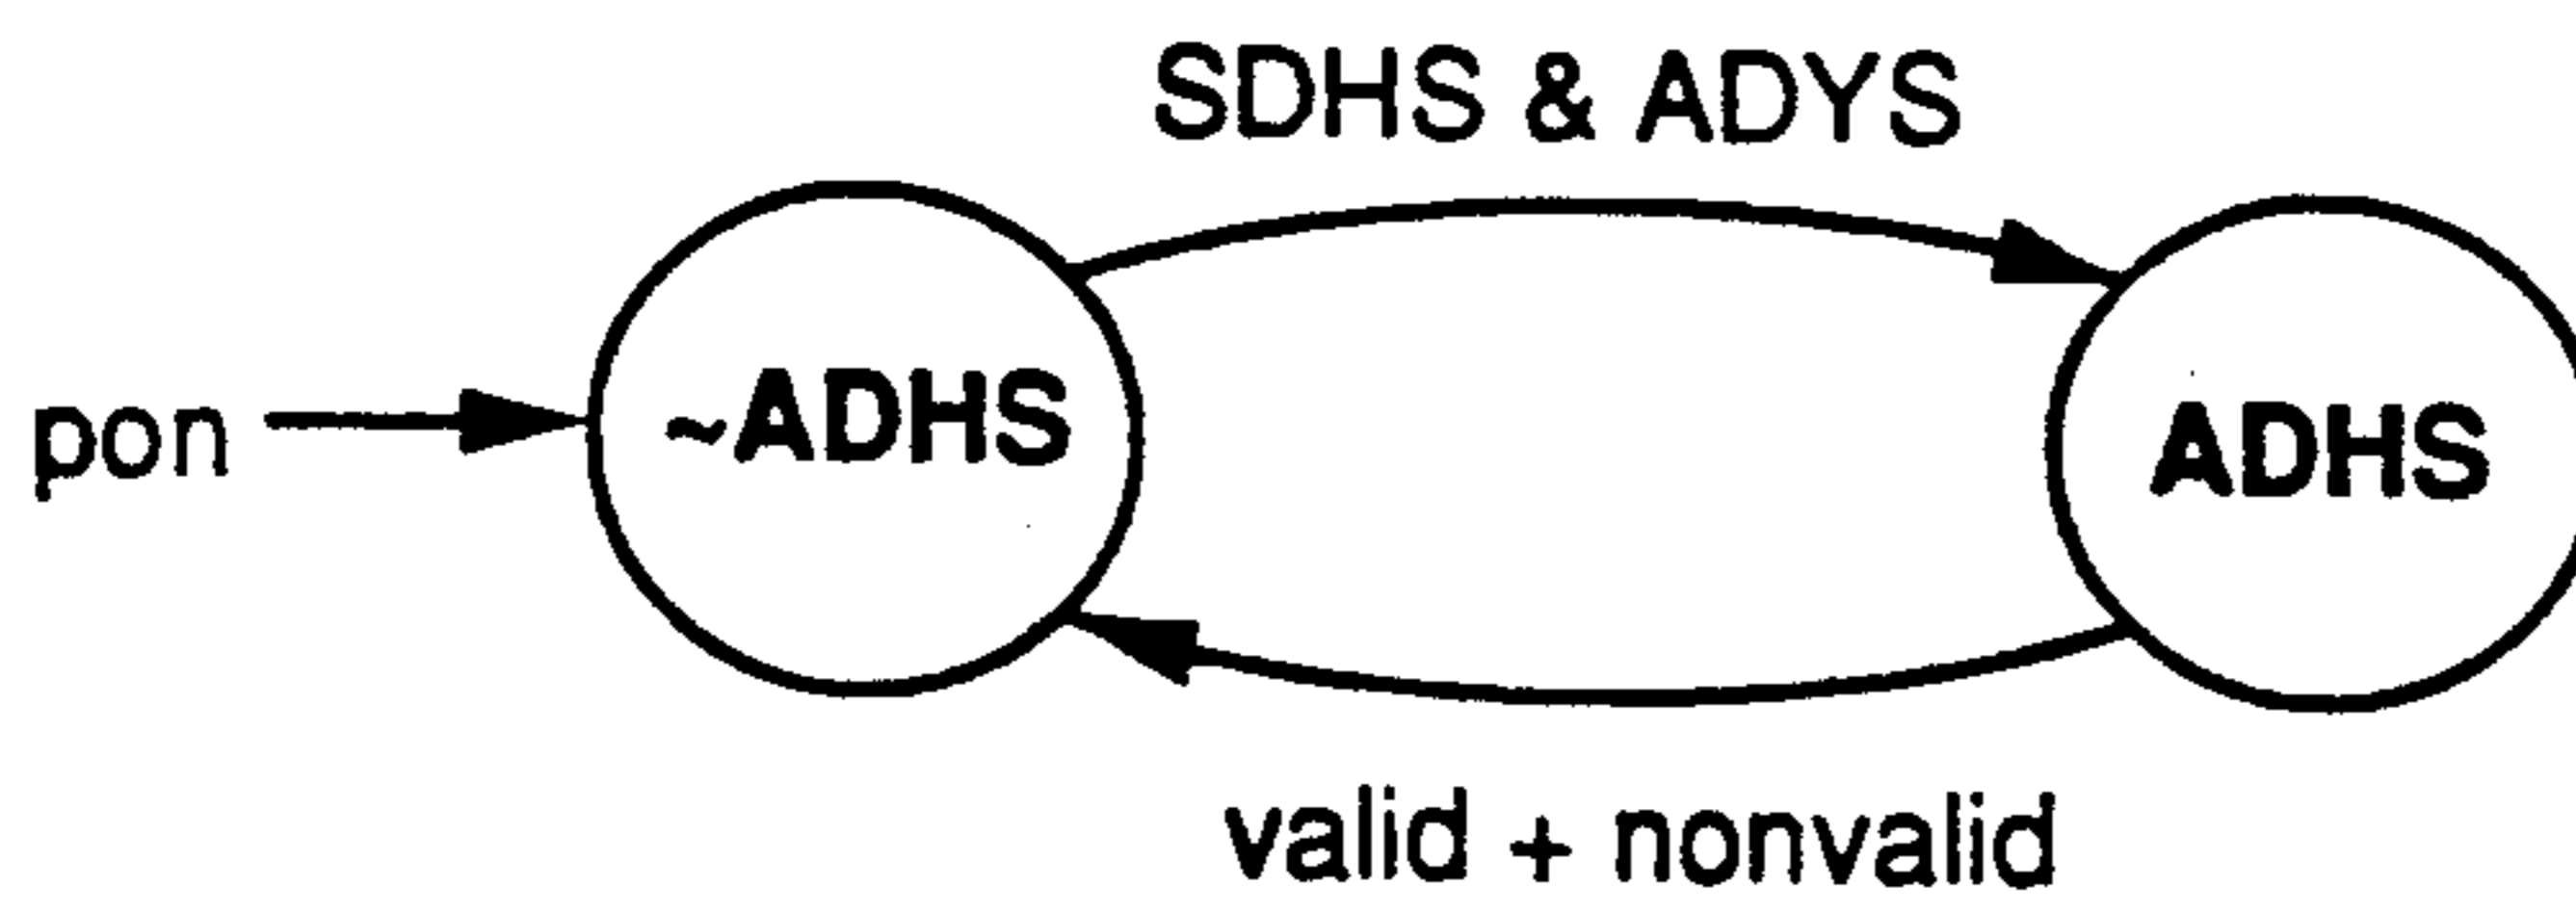 SDHS & ADYS
pon
~ADHS
ADHS
valid + nonvalid